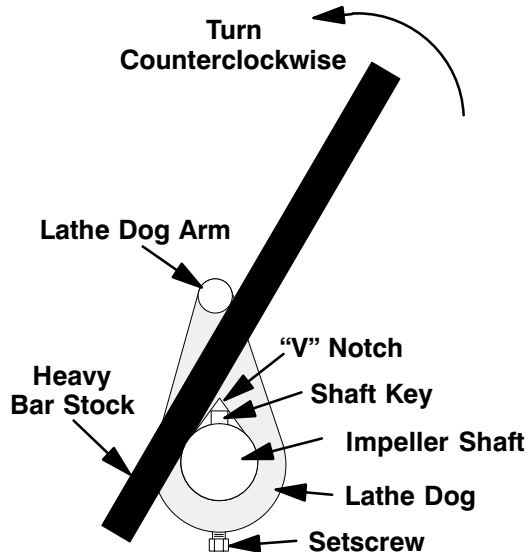 Turn
Counterclockwise
Lathe Dog Arm
“V” Notch
Heavy
Bar Stock
Shaft Key
Impeller Shaft
Lathe Dog
Setscrew